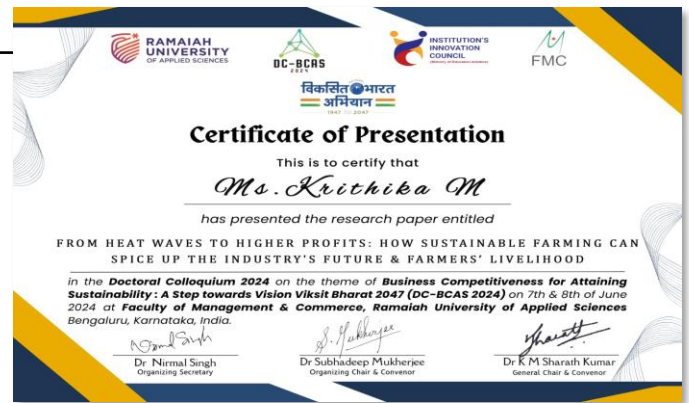 RAMAIAH
UNIVERSITY
OF APPLIED SCIENCES
DC-BCAS
2024
INSTITUTION'S
INNOVATION
COUNCIL
(Ministry of Education Initiative)
FMC
विकसित भारत
अभियान
1947 TO 2047
Certificate of Presentation
This is to certify that
Ms. Krithika M
has presented the research paper entitled
FROM HEAT WAVES TO HIGHER PROFITS: HOW SUSTAINABLE FARMING CAN
SPICE UP THE INDUSTRY'S FUTURE & FARMERS' LIVELIHOOD
in the Doctoral Colloquium 2024 on the theme of Business Competitiveness for Attaining
Sustainability : A Step towards Vision Viksit Bharat 2047 (DC-BCAS 2024) on 7th & 8th of June
2024 at Faculty of Management & Commerce, Ramaiah University of Applied Sciences
Bengaluru, Karnataka, India.
Dr Nirmal Singh
Organizing Secretary
Dr Subhadeep Mukherjee
Organizing Chair & Convenor
Dr K M Sharath Kumar
General Chair & Convenor